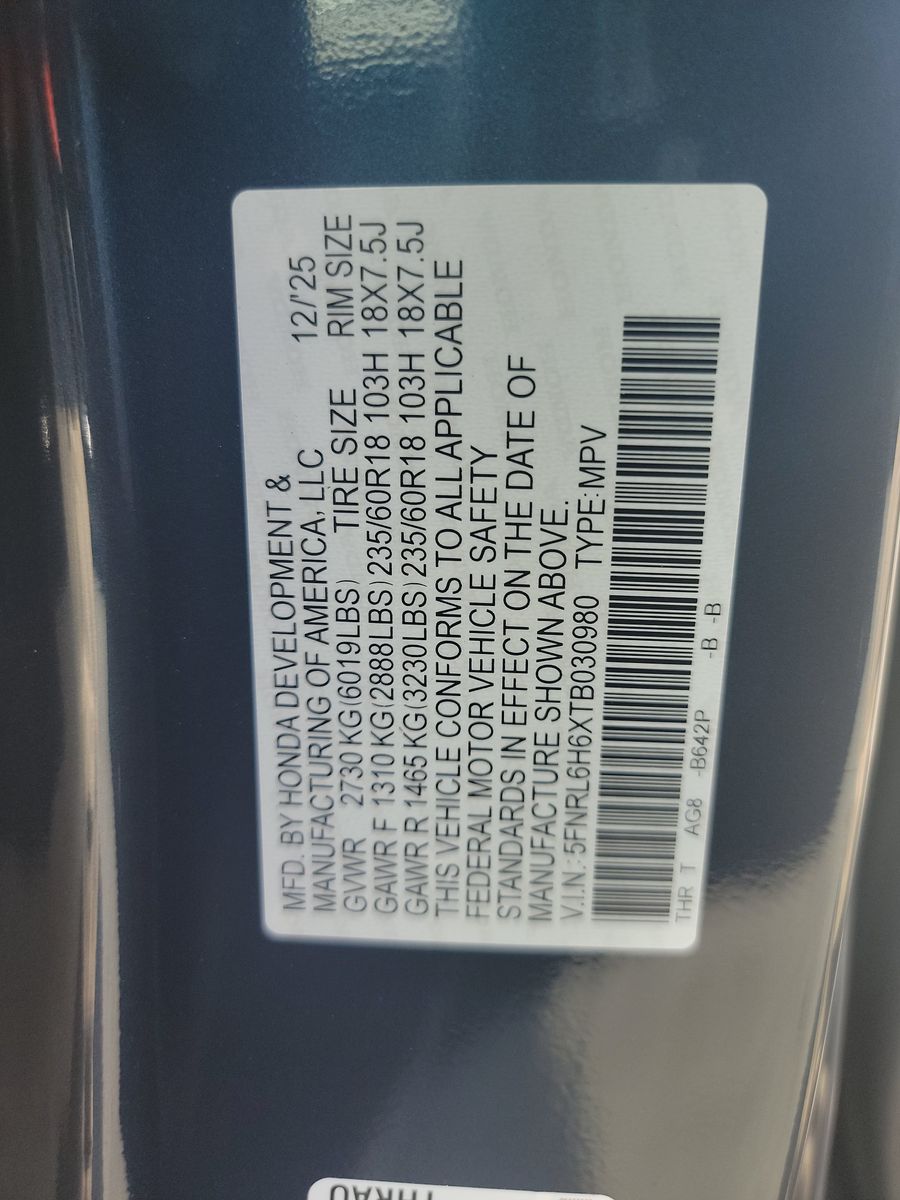 MFD. BY HONDA DEVELOPMENT &
MANUFACTURING OF AMERICA, LLC 12/'25
GVWR 2730 KG (6019LBS) TIRE SIZE RIM SIZE
GAWR F 1310 KG (2888LBS) 235/60R18 103H 18X7.5J
GAWR R 1465 KG (3230LBS) 235/60R18 103H 18X7.5J
THIS VEHICLE CONFORMS TO ALL APPLICABLE
FEDERAL MOTOR VEHICLE SAFETY
STANDARDS IN EFFECT ON THE DATE OF
MANUFACTURE SHOWN ABOVE.
V.I.N.: 5FNRL6H6XTB030980 TYPE: MPV
THR T AG8 -B642P -B -B